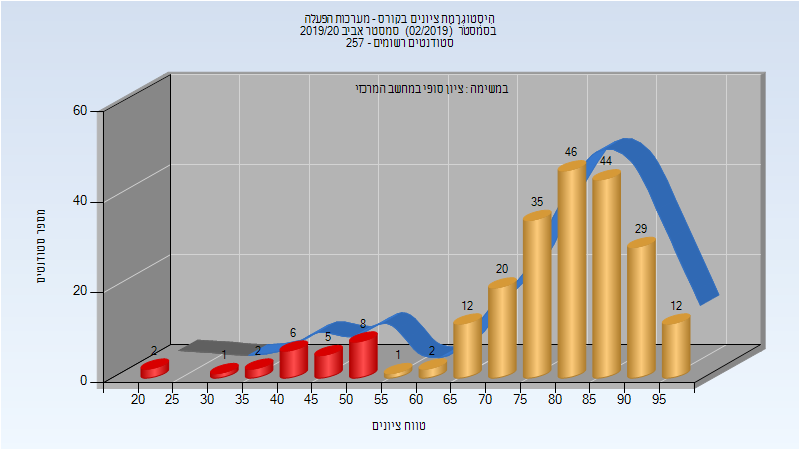 היסטוגרמת ציונים בקורס - מערכות הפעלה
בסמסטר (02/2019) סמסטר אביב 2019/20
סטודנטים רשומים - 257
במשימה : ציון סופי במחשב המרכזי
מספר סטודנטים
60
40
20
0
2
1
2
6
5
8
1
2
12
20
35
46
44
29
12
20 25 30 35 40 45 50 55 60 65 70 75 80 85 90 95
טווח ציונים